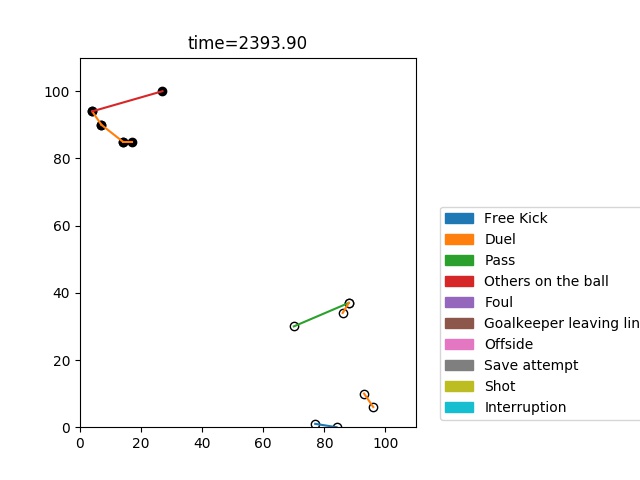 time=2393.90
100
80
60
40
20
0
0 20 40 60 80 100
Free Kick
Duel
Pass
Others on the ball
Foul
Goalkeeper leaving lin
Offside
Save attempt
Shot
Interruption